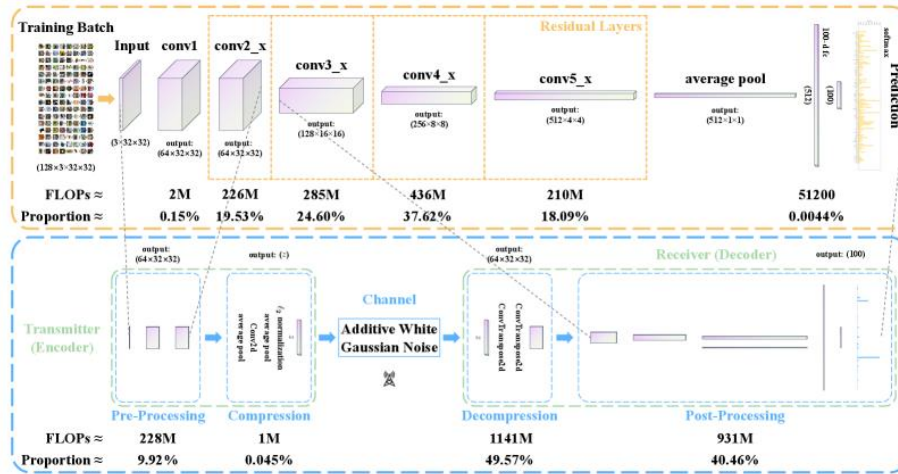 Training Batch
(128×3×32×32)
Input
(3×32×32)
conv1
output:
(64×32×32)
conv2_x
output:
(64×32×32)
Residual Layers
conv3_x
output:
(128×16×16)
conv4_x
output:
(256×8×8)
conv5_x
output:
(512×4×4)
average pool
output:
(512×1×1)
100-d fc
(512)
(100)
softmax
Prediction
FLOPs ≈ 2M 226M 285M 436M 210M 51200
Proportion ≈ 0.15% 19.53% 24.60% 37.62% 18.09% 0.0044%
Transmitter
(Encoder)
output:
(64×32×32)
Pre-Processing
output: (z)
average pool
Conv2d
average pool
ℓ2 normalization
z
Compression
Channel
Additive White
Gaussian Noise
Receiver (Decoder)
output:
(64×32×32)
ConvTranspose2d
ConvTranspose2d
Decompression
output: (100)
Post-Processing
FLOPs ≈ 228M 1M 1141M 931M
Proportion ≈ 9.92% 0.045% 49.57% 40.46%